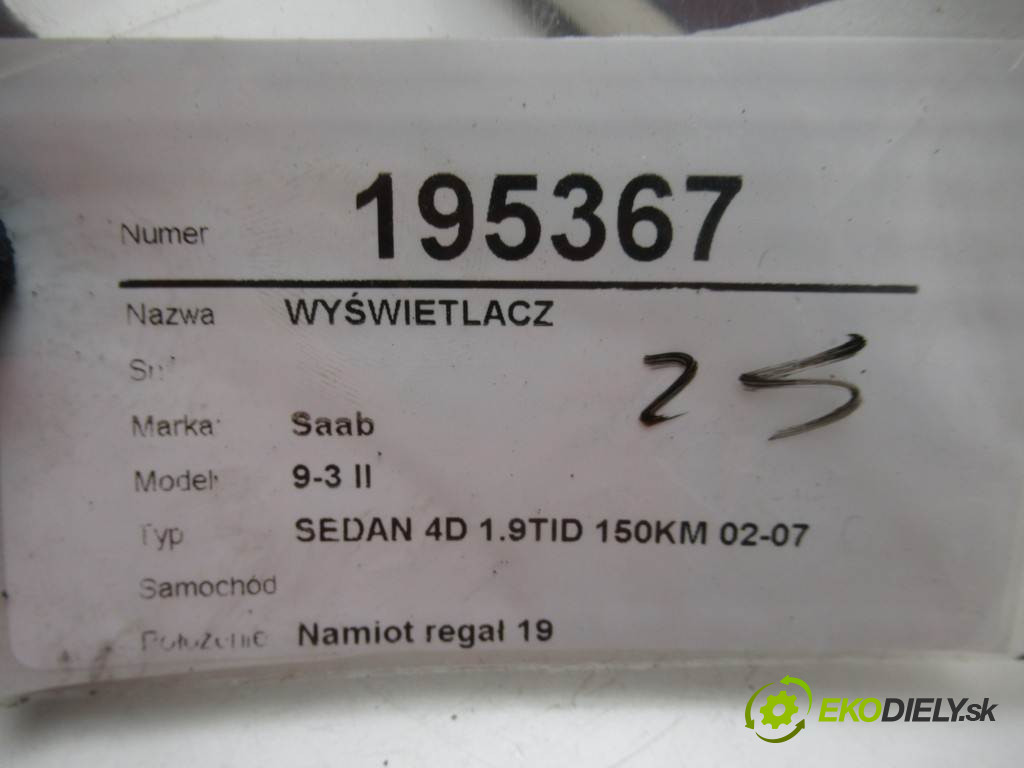 Numer 195367
Nazwa WYŚWIETLACZ
25
Marka: Saab
Model: 9-3 II
Typ SEDAN 4D 1.9TID 150KM 02-07
Samochód
Położenie Namiot regał 19
EKODIELY.sk